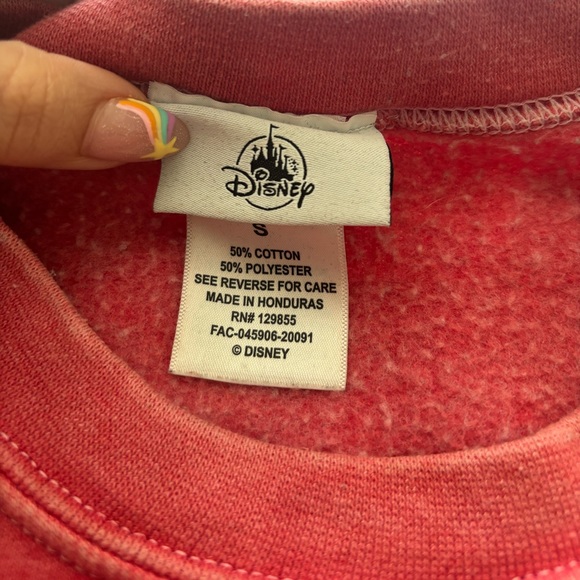 Disney
S
50% COTTON
50% POLYESTER
SEE REVERSE FOR CARE
MADE IN HONDURAS
RN# 129855
FAC-045906-20091
© DISNEY